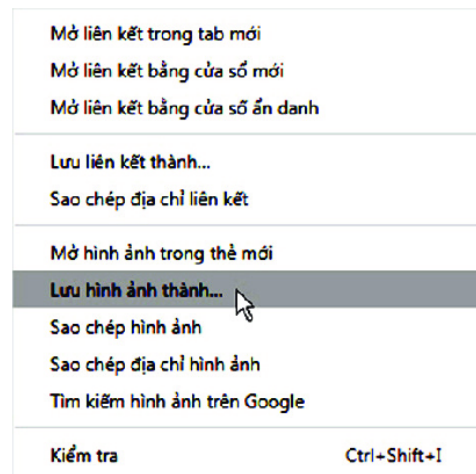 Mở liên kết trong tab mới
Mở liên kết bằng cửa sổ mới
Mở liên kết bằng cửa sổ ẩn danh
Lưu liên kết thành...
Sao chép địa chỉ liên kết
Mở hình ảnh trong thẻ mới
Lưu hình ảnh thành...
Sao chép hình ảnh
Sao chép địa chỉ hình ảnh
Tìm kiếm hình ảnh trên Google
Kiểm tra Ctrl+Shift+I